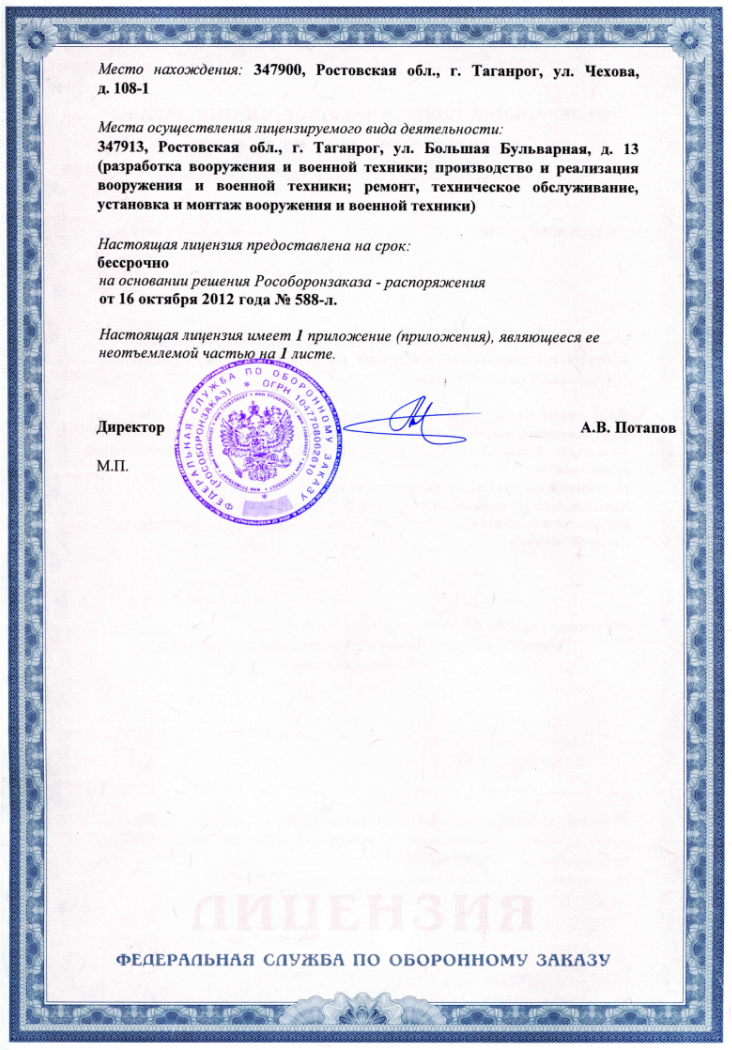 Место нахождения: 347900, Ростовская обл., г. Таганрог, ул. Чехова,
д. 108-1
Места осуществления лицензируемого вида деятельности:
347913, Ростовская обл., г. Таганрог, ул. Большая Бульварная, д. 13
(разработка вооружения и военной техники; производство и реализация
вооружения и военной техники; ремонт, техническое обслуживание,
установка и монтаж вооружения и военной техники)
Настоящая лицензия предоставлена на срок:
бессрочно
на основании решения Рособоронзаказа - распоряжения
от 16 октября 2012 года № 588-л.
Настоящая лицензия имеет 1 приложение (приложения), являющееся ее
неотъемлемой частью на 1 листе.
ФЕДЕРАЛЬНАЯ СЛУЖБА ПО ОБОРОННОМУ ЗАКАЗУ
(РОСОБОРОНЗАКАЗ) * ОГРН 1047708062610 *
Директор А.В. Потапов
М.П.
ЛИЦЕНЗИЯ
ФЕДЕРАЛЬНАЯ СЛУЖБА ПО ОБОРОННОМУ ЗАКАЗУ